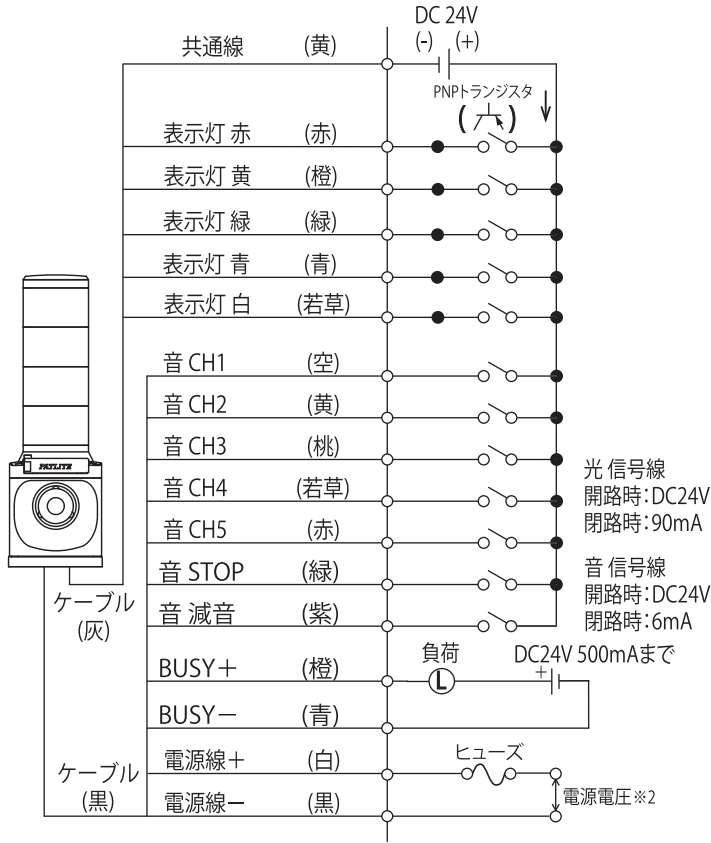 DC 24V
(-) (+)
共通線 (黄)
PNPトランジスタ
( )
表示灯 赤 (赤)
表示灯 黄 (橙)
表示灯 緑 (緑)
表示灯 青 (青)
表示灯 白 (若草)
音 CH1 (空)
音 CH2 (黄)
音 CH3 (桃)
音 CH4 (若草)
音 CH5 (赤)
音 STOP (緑)
音 減音 (紫)
光 信号線
開路時:DC24V
閉路時:90mA
音 信号線
開路時:DC24V
閉路時:6mA
PATLITE
ケーブル
(灰)
BUSY+ (橙)
負荷
L
DC24V 500mAまで
+
BUSY- (青)
ケーブル
(黒)
電源線+ (白)
ヒューズ
電源電圧※2
電源線- (黒)